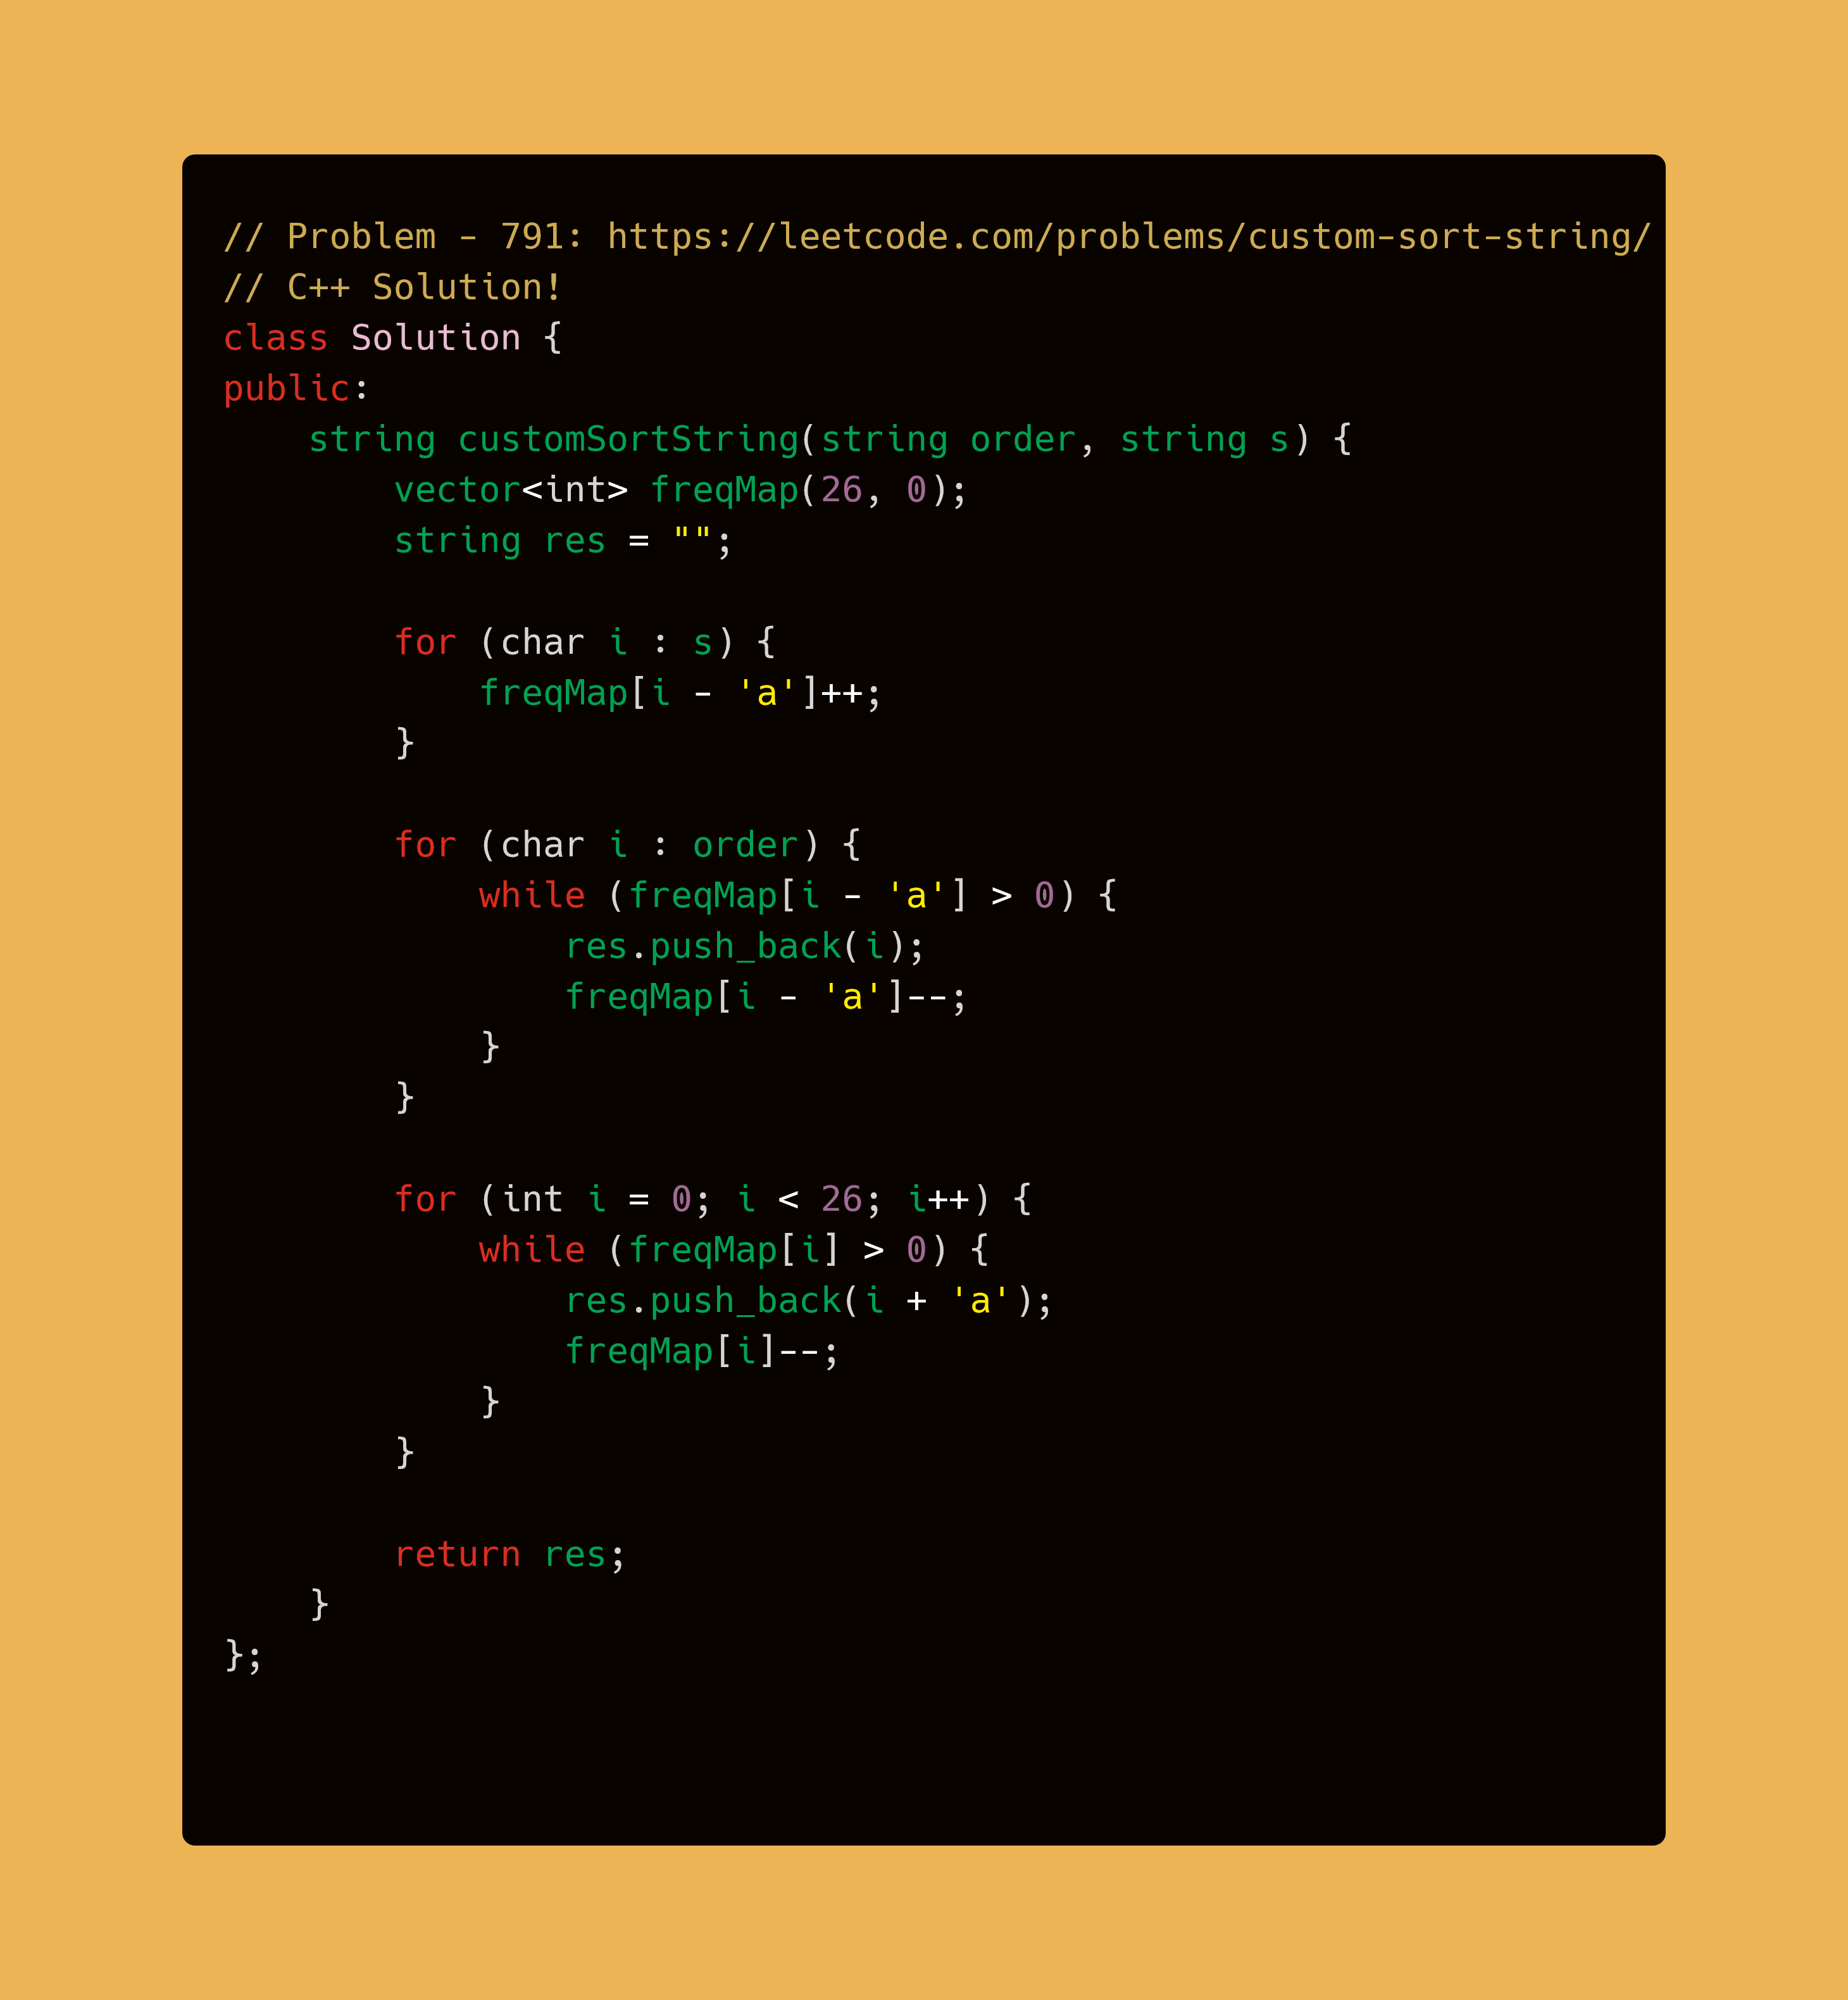 // Problem - 791: https://leetcode.com/problems/custom-sort-string/
// C++ Solution!
class Solution {
public:
    string customSortString(string order, string s) {
        vector<int> freqMap(26, 0);
        string res = "";

        for (char i : s) {
            freqMap[i - 'a']++;
        }

        for (char i : order) {
            while (freqMap[i - 'a'] > 0) {
                res.push_back(i);
                freqMap[i - 'a']--;
            }
        }

        for (int i = 0; i < 26; i++) {
            while (freqMap[i] > 0) {
                res.push_back(i + 'a');
                freqMap[i]--;
            }
        }

        return res;
    }
};